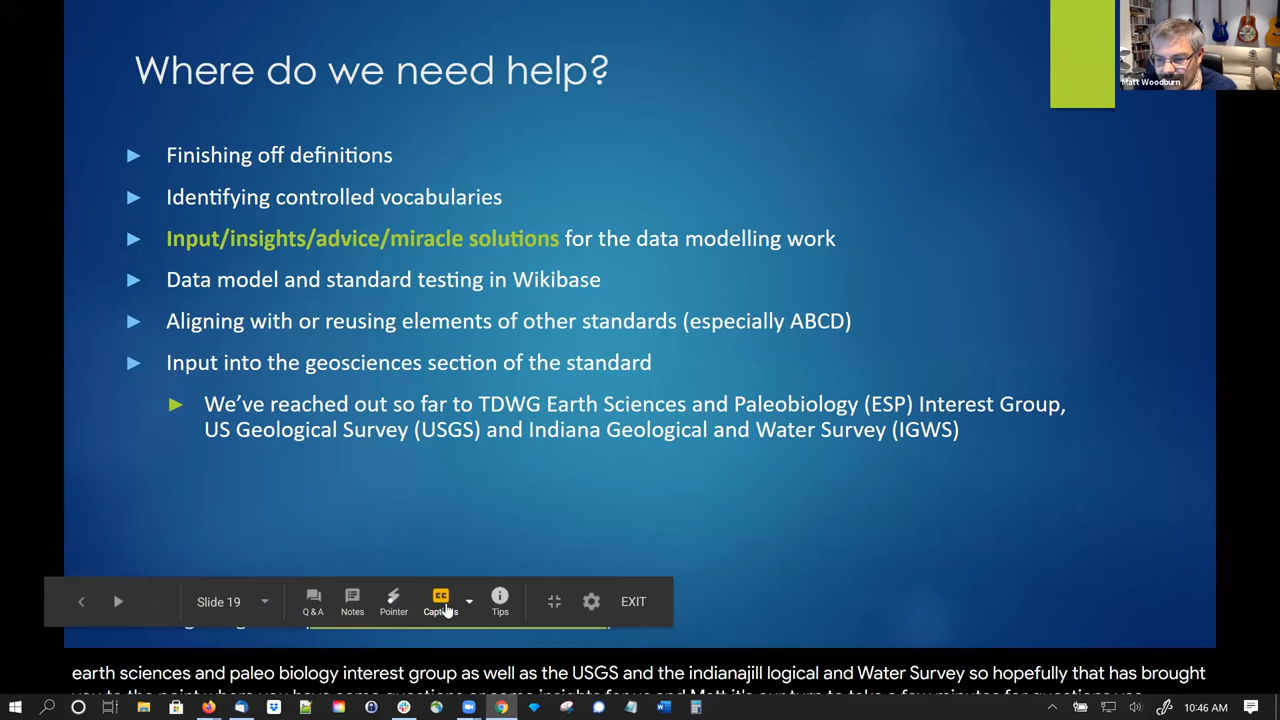 Where do we need help?
Matt Woodburn
Finishing off definitions
Identifying controlled vocabularies
Input/insights/advice/miracle solutions for the data modelling work
Data model and standard testing in Wikibase
Aligning with or reusing elements of other standards (especially ABCD)
Input into the geosciences section of the standard
We’ve reached out so far to TDWG Earth Sciences and Paleobiology (ESP) Interest Group,
US Geological Survey (USGS) and Indiana Geological and Water Survey (IGWS)
Slide 19
Q & A
Notes
Pointer
CC
Tips
EXIT
earth sciences and paleo biology interest group as well as the USGS and the indianajill logical and Water Survey so hopefully that has brought
10:46 AM